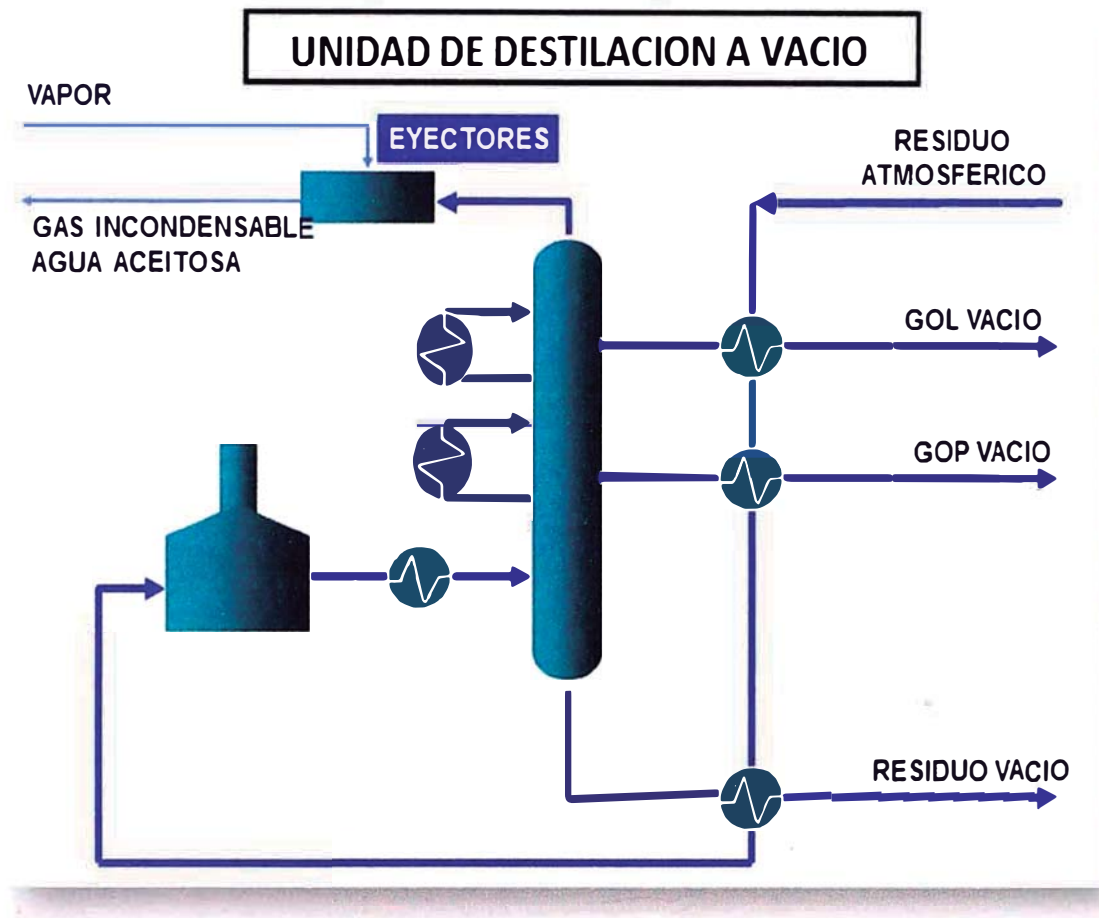 UNIDAD DE DESTILACION A VACIO
VAPOR
EYECTORES
RESIDUO
ATMOSFERICO
GAS INCONDENSABLE
AGUA ACEITOSA
GOL VACIO
GOP VACIO
RESIDUO VACIO